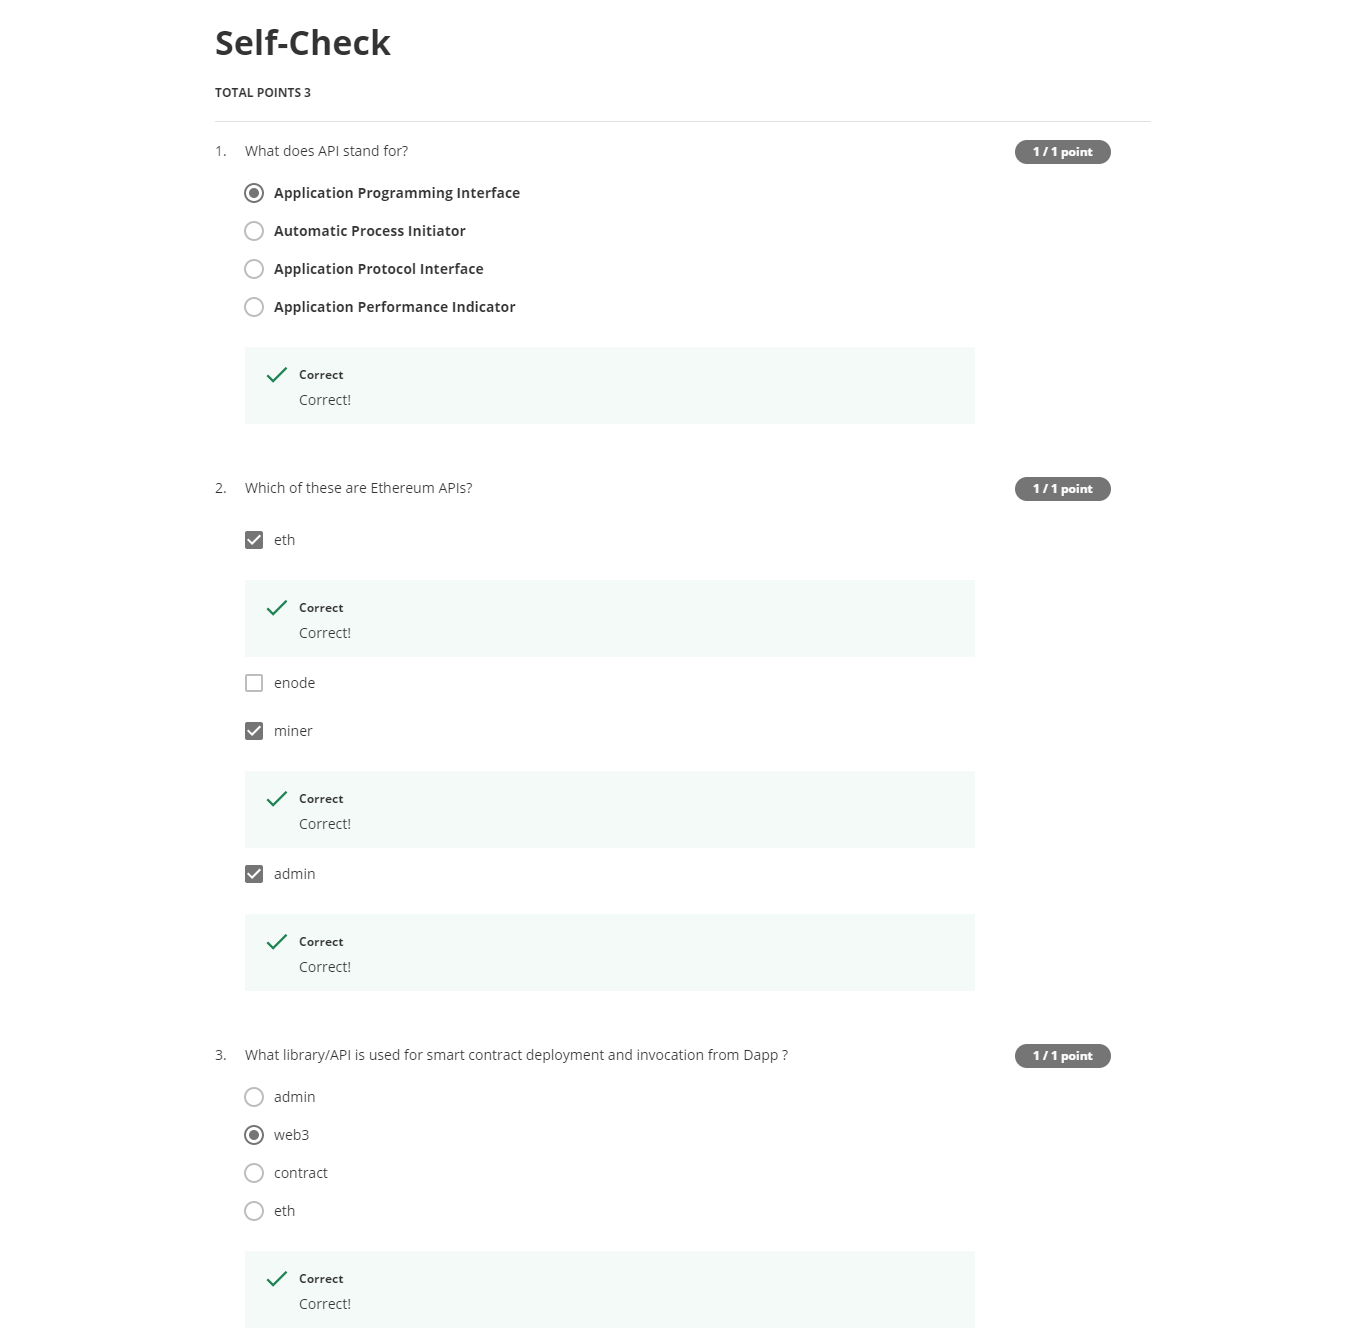 Self-Check
TOTAL POINTS 3
1. What does API stand for?
1 / 1 point
Application Programming Interface
Automatic Process Initiator
Application Protocol Interface
Application Performance Indicator
Correct
Correct!
2. Which of these are Ethereum APIs?
1 / 1 point
eth
Correct
Correct!
enode
miner
Correct
Correct!
admin
Correct
Correct!
3. What library/API is used for smart contract deployment and invocation from Dapp ?
1 / 1 point
admin
web3
contract
eth
Correct
Correct!